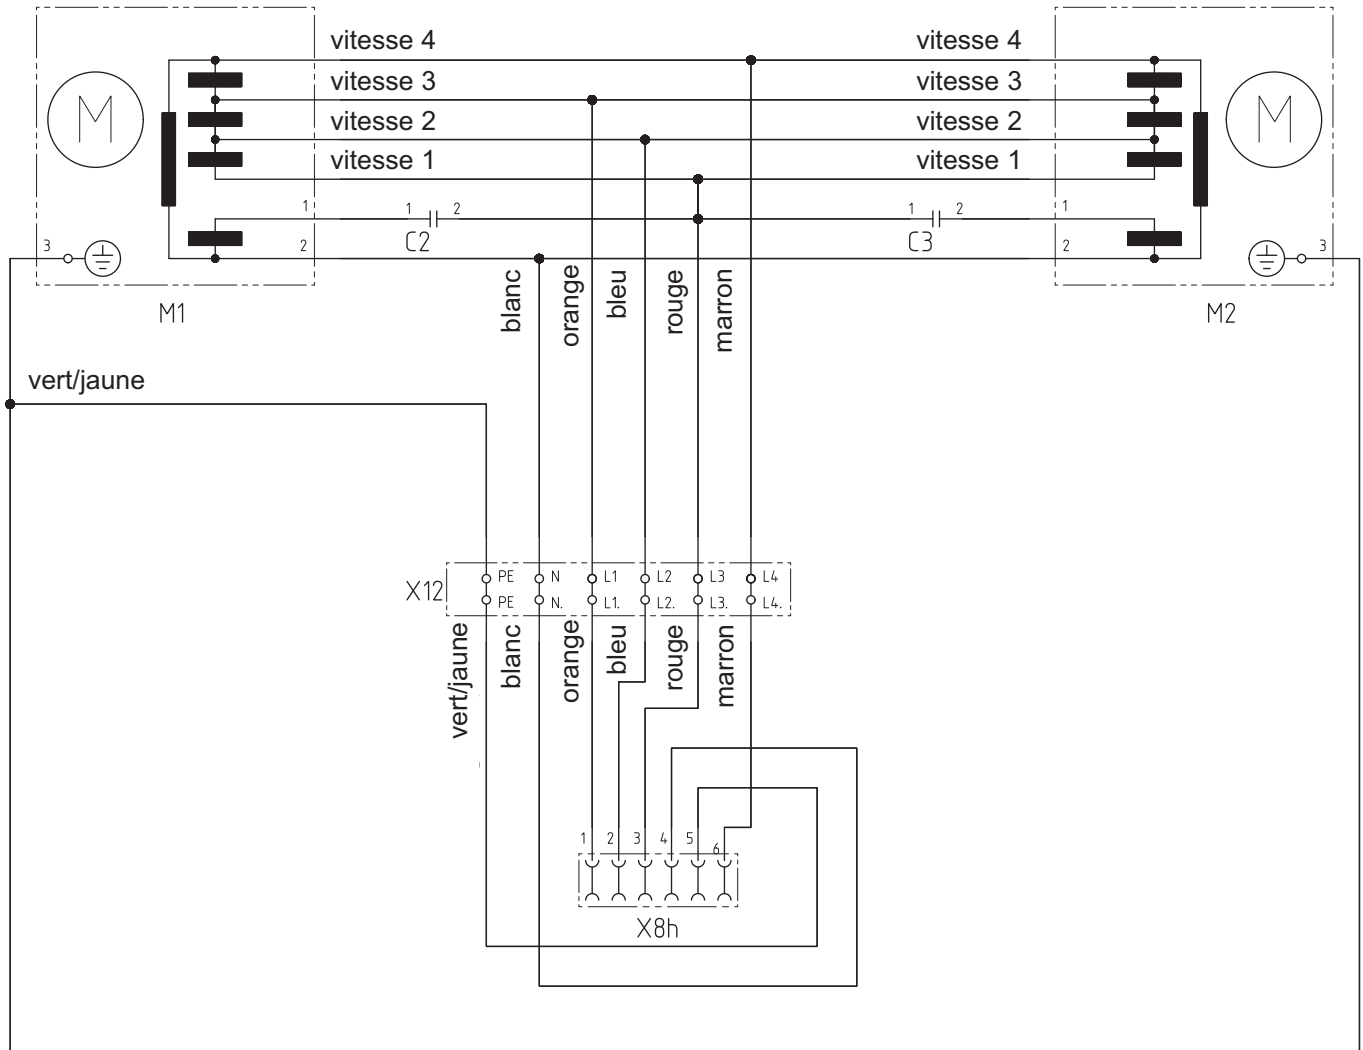 vitesse 4 vitesse 4
vitesse 3 vitesse 3
M M
vitesse 2 vitesse 2
vitesse 1 vitesse 1
1 1 2 1 2 1
C2 C3
3 2 2 3
M1 M2
blanc
orange
bleu
rouge
marron
vert/jaune
X12
PE N L1 L2 L3 L4
PE N. L1. L2. L3. L4.
vert/jaune
blanc
orange
bleu
rouge
marron
1 2 3 4 5 6
X8h